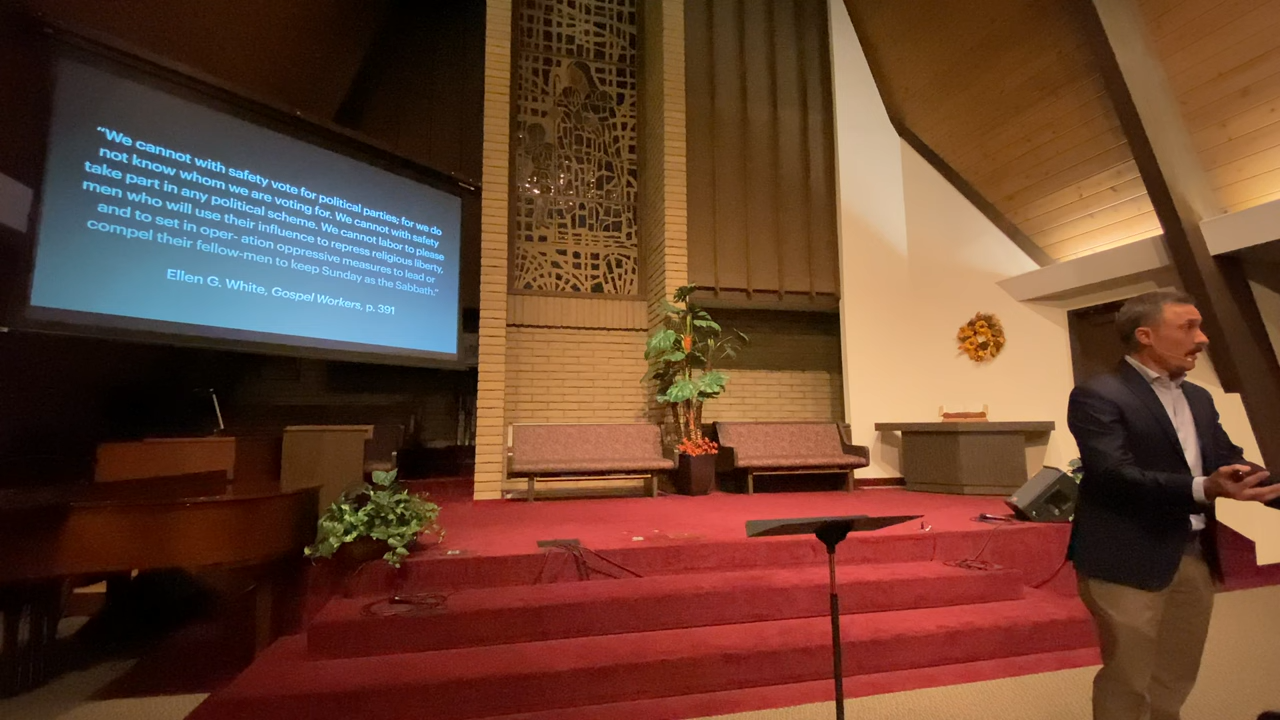 “We cannot with safety vote for political parties; for we do
not know whom we are voting for. We cannot with safety
take part in any political scheme. We cannot labor to please
men who will use their influence to repress religious liberty,
and to set in oper- ation oppressive measures to lead or
compel their fellow-men to keep Sunday as the Sabbath.”
Ellen G. White, Gospel Workers, p. 391